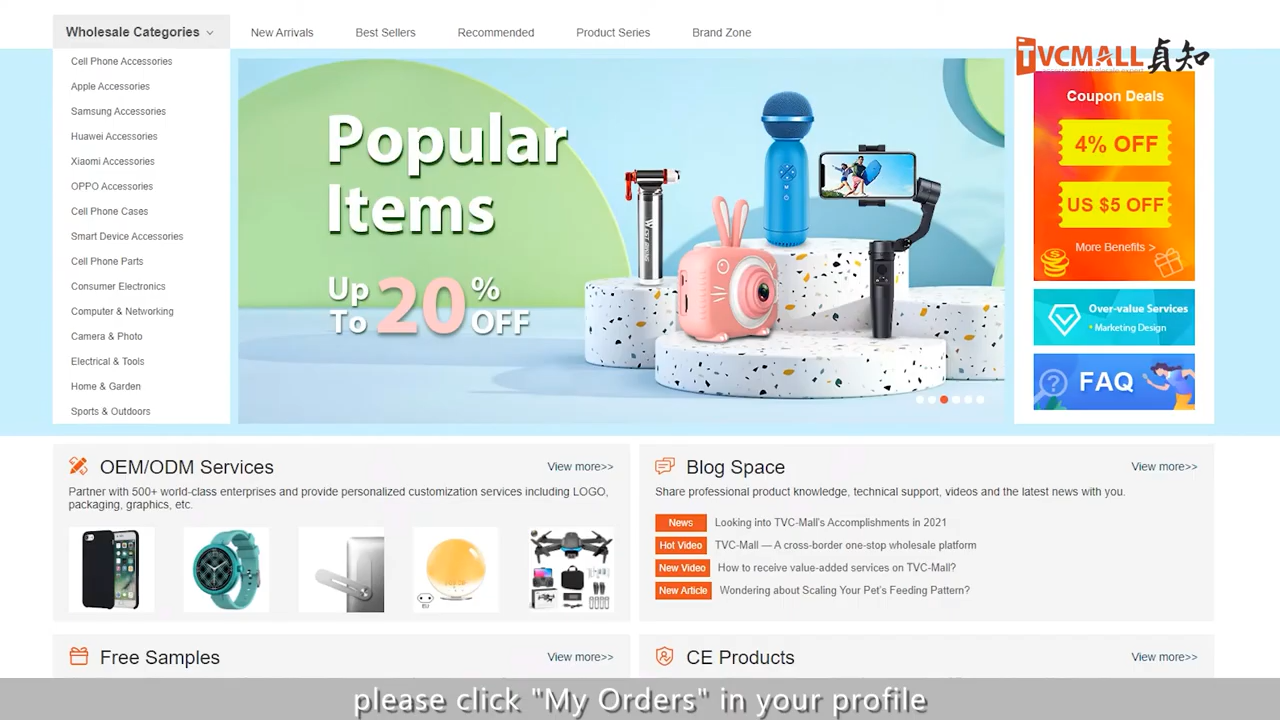 Wholesale Categories
New Arrivals
Best Sellers
Recommended
Product Series
Brand Zone
TVCMALL 貞知
Cell Phone Accessories
Apple Accessories
Samsung Accessories
Huawei Accessories
Xiaomi Accessories
OPPO Accessories
Cell Phone Cases
Smart Device Accessories
Cell Phone Parts
Consumer Electronics
Computer & Networking
Camera & Photo
Electrical & Tools
Home & Garden
Sports & Outdoors
Popular
Items
Up To 20% OFF
Coupon Deals
4% OFF
US $5 OFF
More Benefits >
Over-value Services
• Marketing Design
FAQ
OEM/ODM Services
View more>>
Partner with 500+ world-class enterprises and provide personalized customization services including LOGO,
packaging, graphics, etc.
EU
Blog Space
View more>>
Share professional product knowledge, technical support, videos and the latest news with you.
News Looking into TVC-Mall's Accomplishments in 2021
Hot Video TVC-Mall — A cross-border one-stop wholesale platform
New Video How to receive value-added services on TVC-Mall?
New Article Wondering about Scaling Your Pet's Feeding Pattern?
Free Samples
View more>>
CE Products
View more>>
please click "My Orders" in your profile